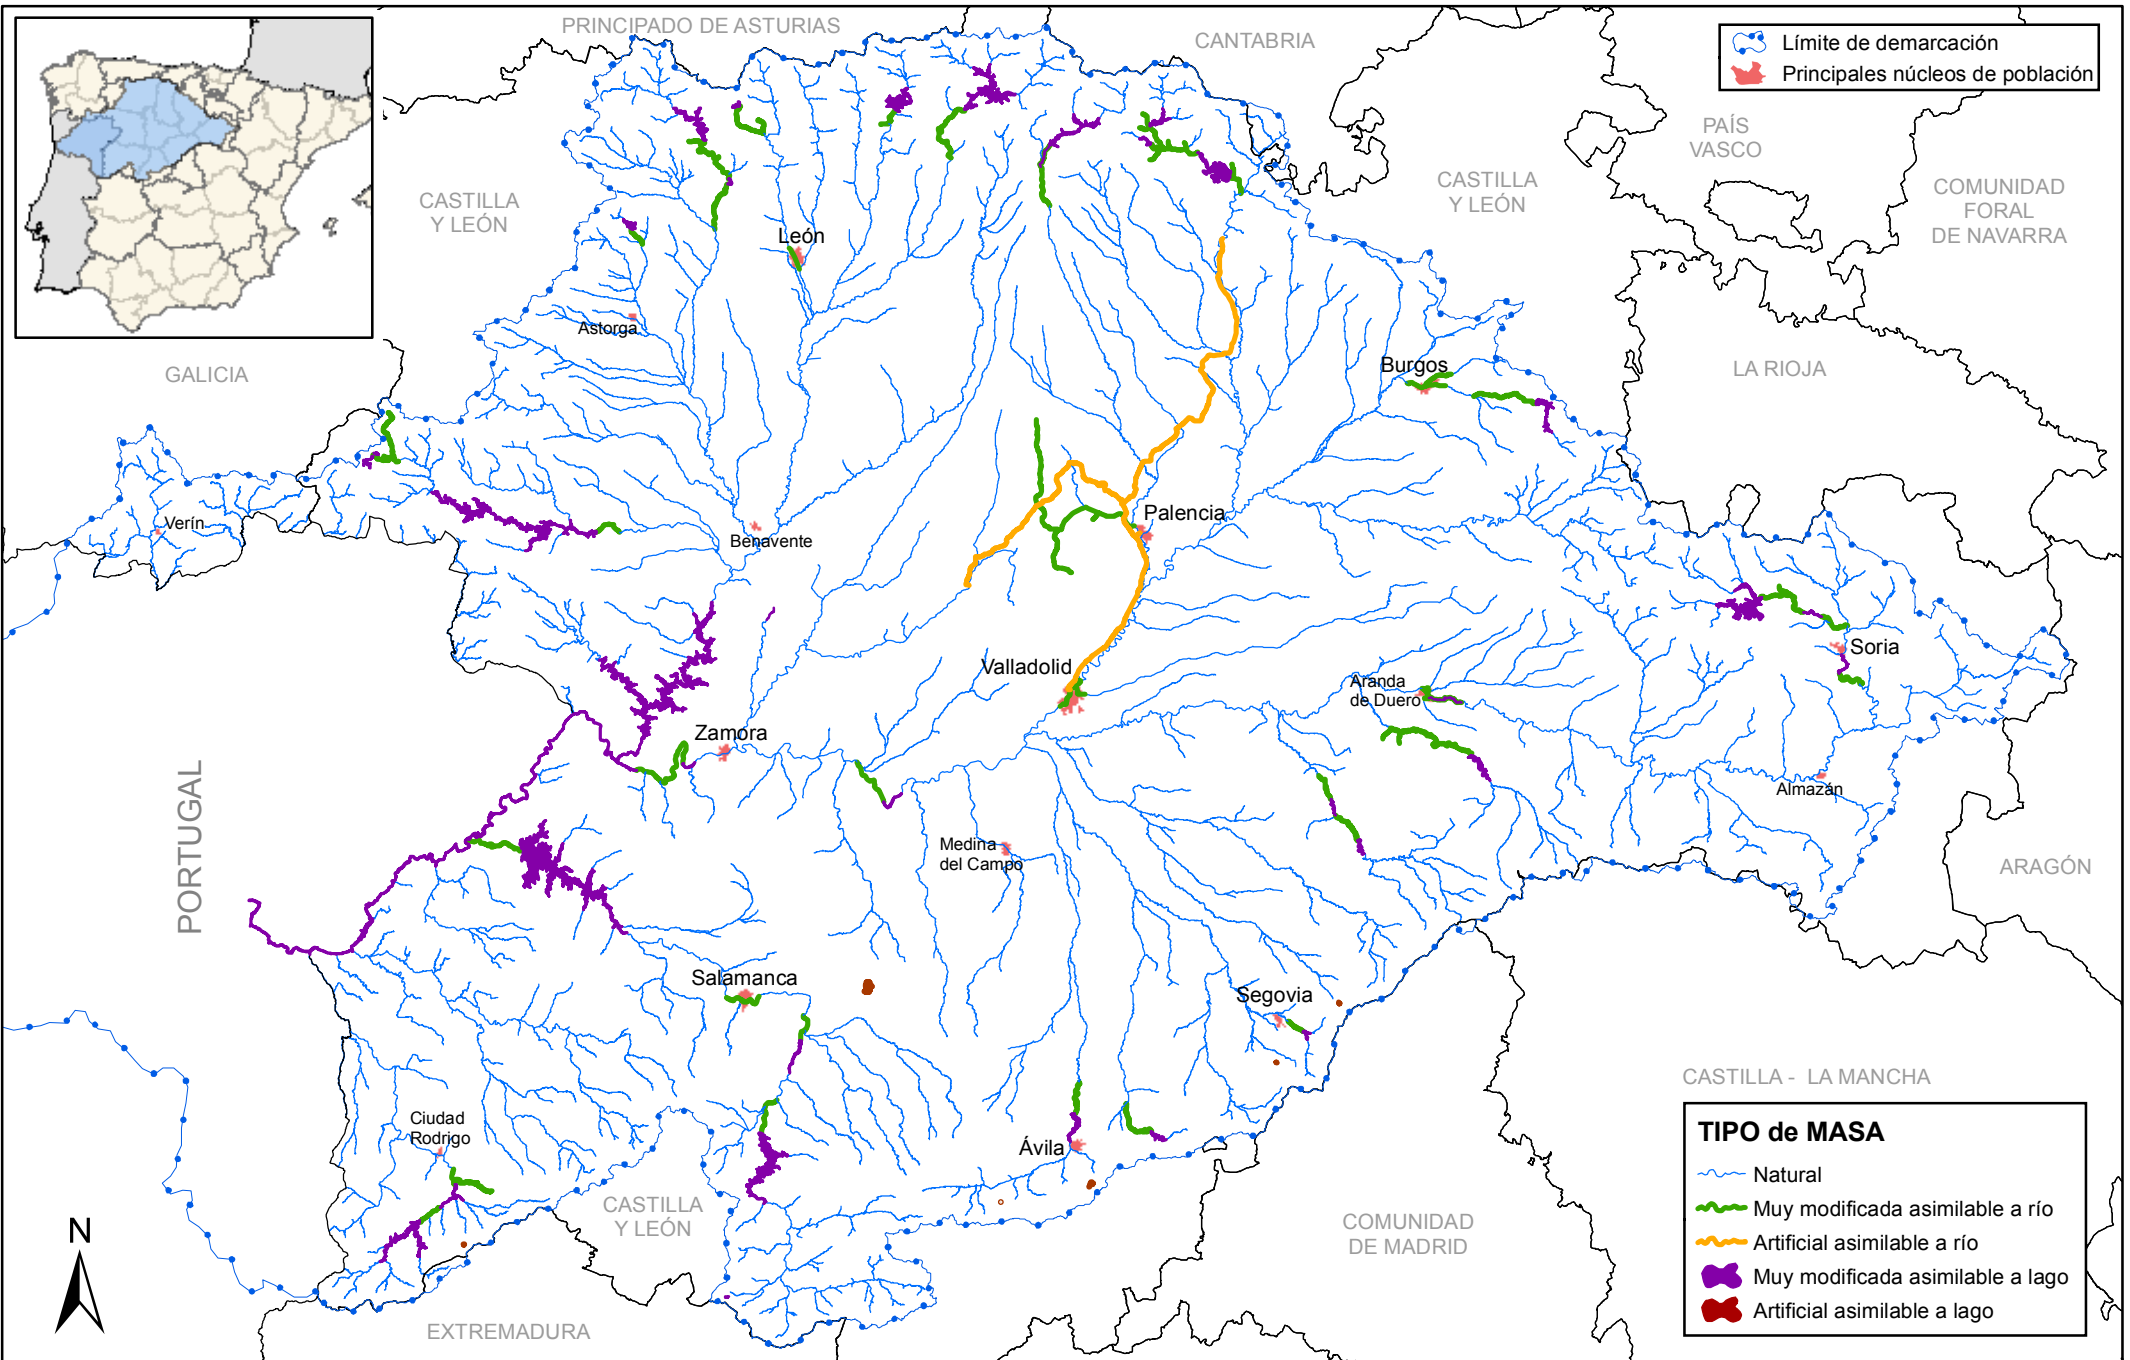 PRINCIPADO DE ASTURIAS
CANTABRIA
Límite de demarcación
Principales núcleos de población
PAÍS
VASCO
CASTILLA
Y LEÓN
CASTILLA
Y LEÓN
COMUNIDAD
FORAL
DE NAVARRA
León
Astorga
GALICIA
Burgos
LA RIOJA
Verín
Benavente
Palencia
Valladolid
Soria
Aranda
de Duero
Zamora
PORTUGAL
Almazán
Medina
del Campo
ARAGÓN
Salamanca
Segovia
CASTILLA - LA MANCHA
Ciudad
Rodrigo
Ávila
CASTILLA
Y LEÓN
COMUNIDAD
DE MADRID
N
EXTREMADURA
TIPO de MASA
Natural
Muy modificada asimilable a río
Artificial asimilable a río
Muy modificada asimilable a lago
Artificial asimilable a lago